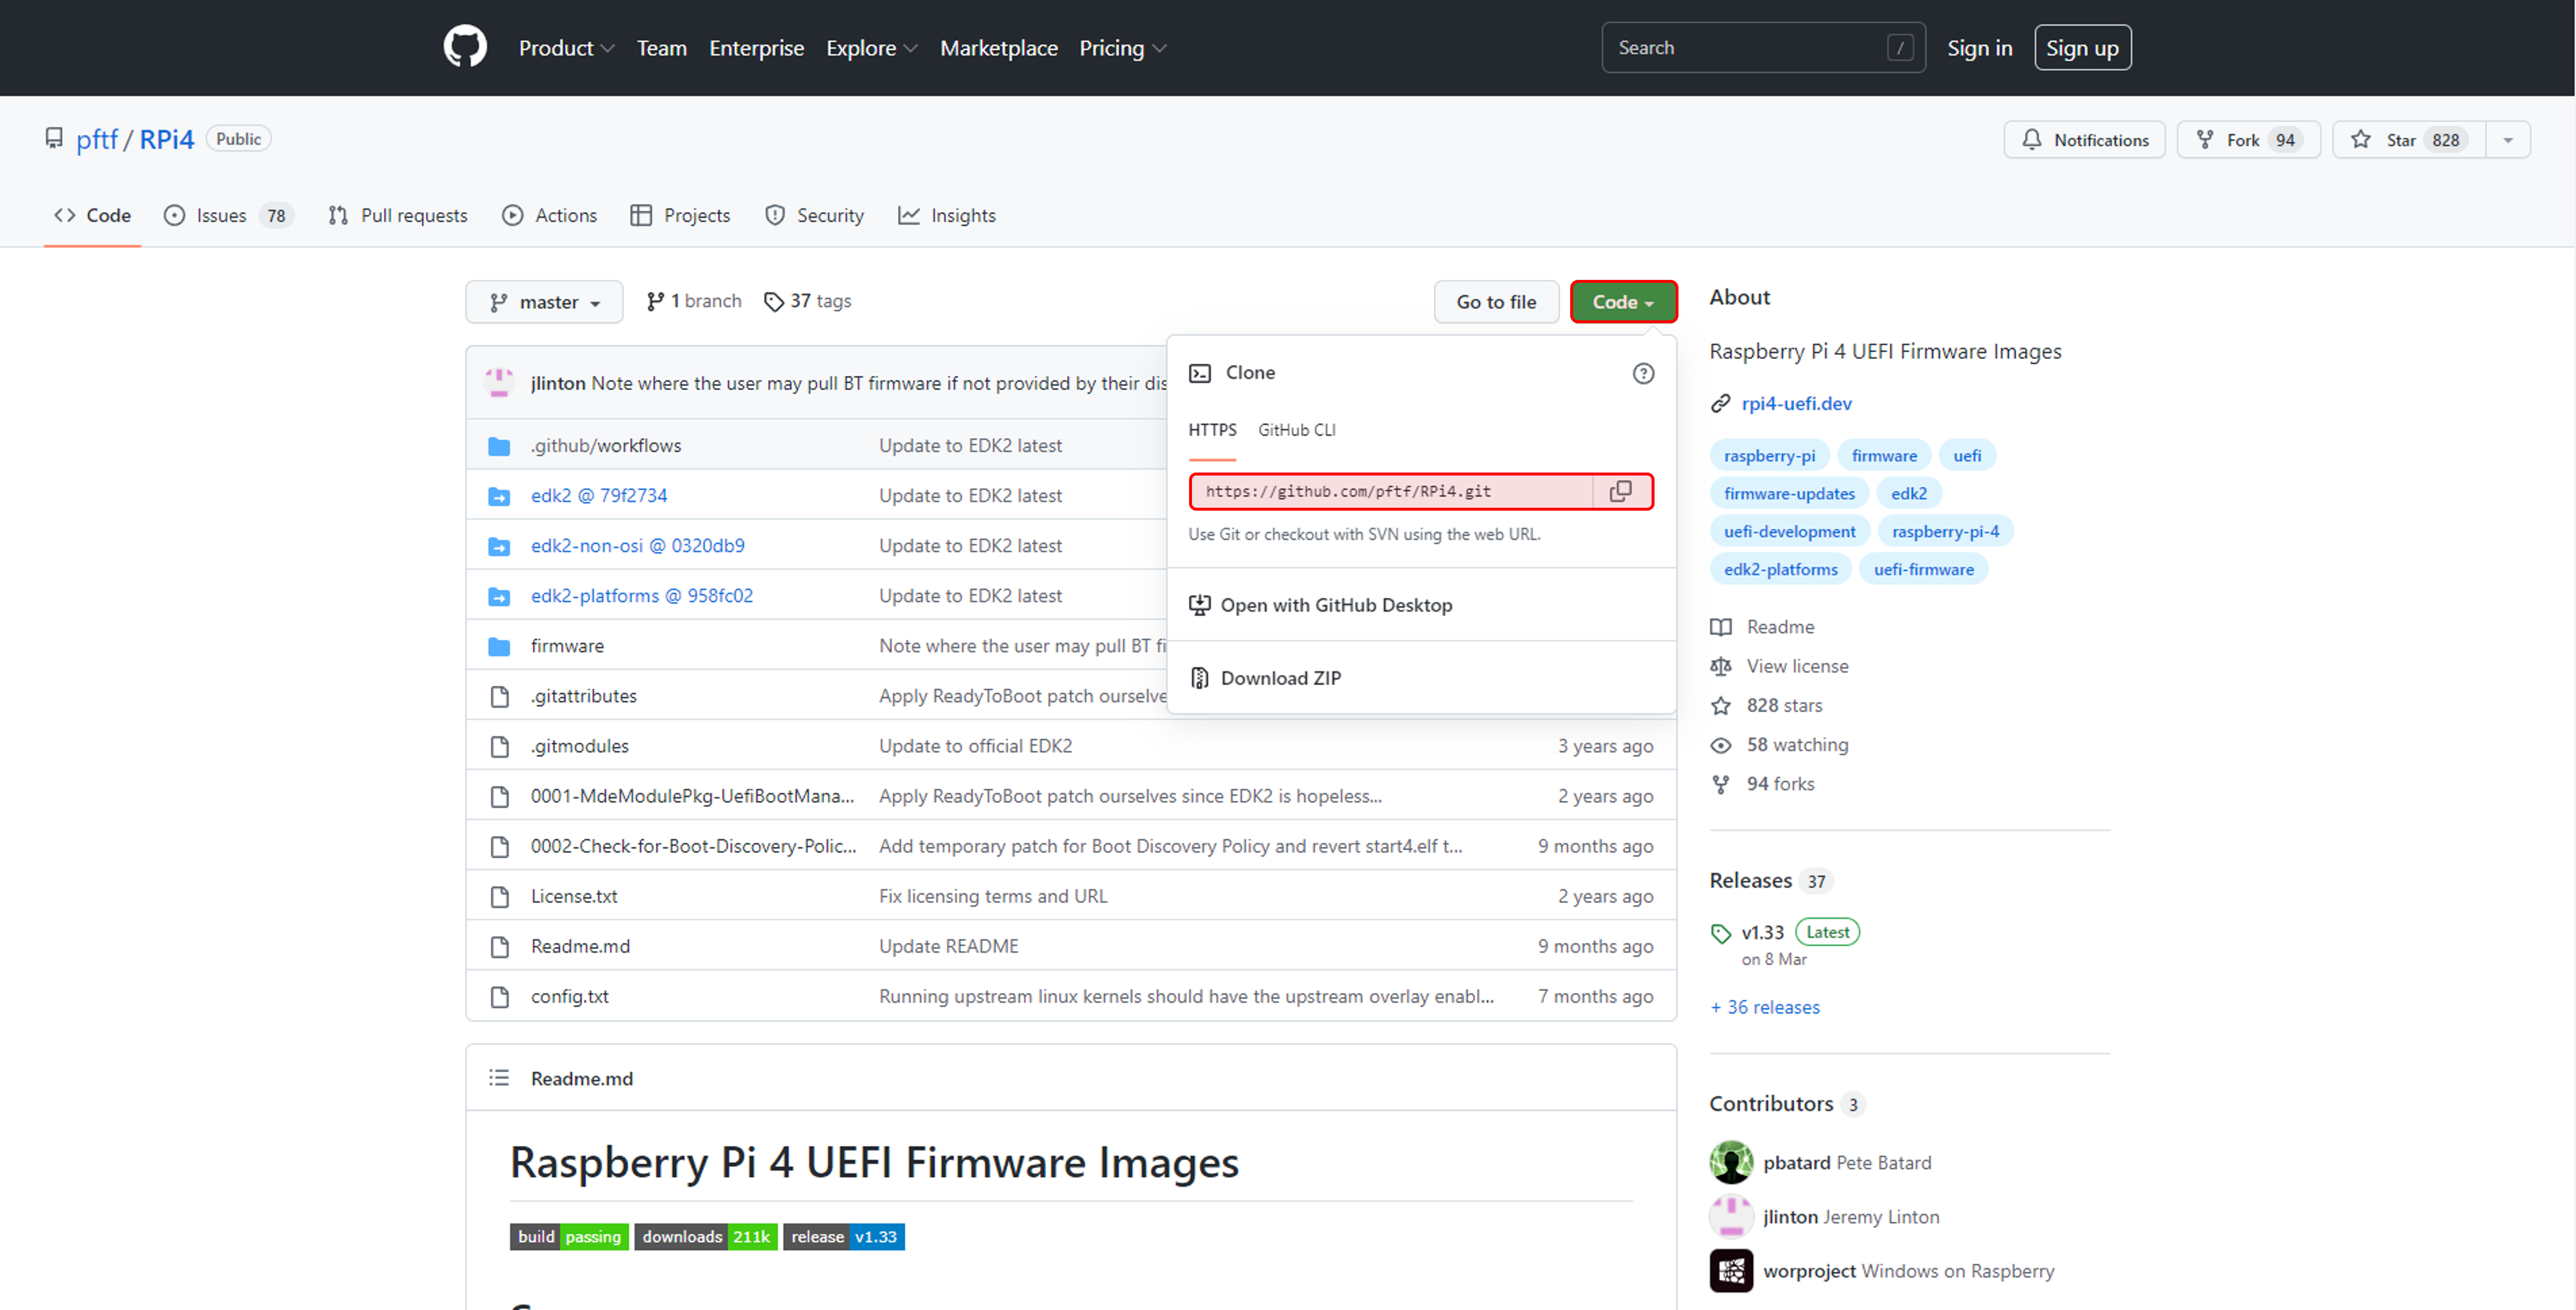 Product Team Enterprise Explore Marketplace Pricing Search / Sign in Sign up
pftf / RPi4 Public Notifications Fork 94 Star 828
Code Issues 78 Pull requests Actions Projects Security Insights
master 1 branch 37 tags Go to file Code
jlinton Note where the user may pull BT firmware if not provided by their dis
.github/workflows Update to EDK2 latest
edk2 @ 79f2734 Update to EDK2 latest
edk2-non-osi @ 0320db9 Update to EDK2 latest
edk2-platforms @ 958fc02 Update to EDK2 latest
firmware Note where the user may pull BT fi
.gitattributes Apply ReadyToBoot patch ourselve
.gitmodules Update to official EDK2 3 years ago
0001-MdeModulePkg-UefiBootMana... Apply ReadyToBoot patch ourselves since EDK2 is hopeless... 2 years ago
0002-Check-for-Boot-Discovery-Polic... Add temporary patch for Boot Discovery Policy and revert start4.elf t... 9 months ago
License.txt Fix licensing terms and URL 2 years ago
Readme.md Update README 9 months ago
config.txt Running upstream linux kernels should have the upstream overlay enabl... 7 months ago
Clone
HTTPS GitHub CLI
https://github.com/pftf/RPi4.git
Use Git or checkout with SVN using the web URL.
Open with GitHub Desktop
Download ZIP
Readme.md
Raspberry Pi 4 UEFI Firmware Images
build passing downloads 211k release v1.33
About
Raspberry Pi 4 UEFI Firmware Images
rpi4-uefi.dev
raspberry-pi firmware uefi
firmware-updates edk2
uefi-development raspberry-pi-4
edk2-platforms uefi-firmware
Readme
View license
828 stars
58 watching
94 forks
Releases 37
v1.33 Latest
on 8 Mar
+ 36 releases
Contributors 3
pbatard Pete Batard
jlinton Jeremy Linton
worproject Windows on Raspberry